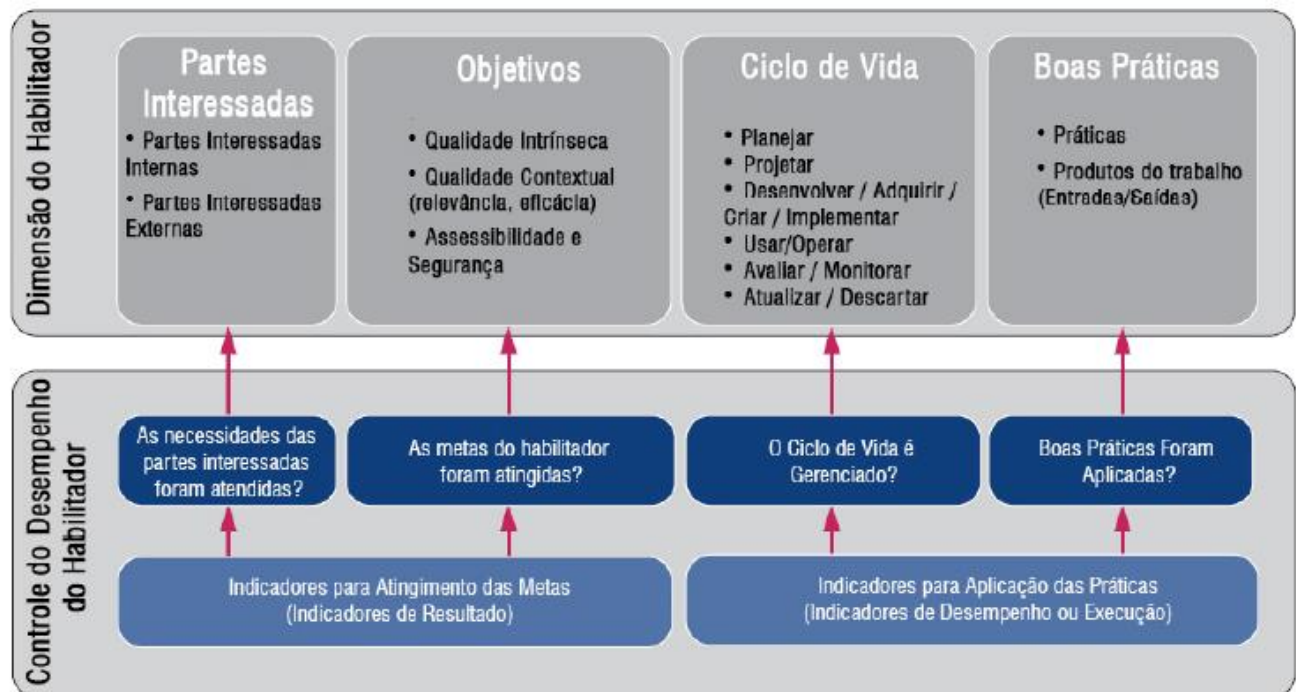 Dimensão do Habilitador
Partes
Interessadas
• Partes Interessadas
Internas
• Partes Interessadas
Externas
Objetivos
• Qualidade Intrínseca
• Qualidade Contextual
(relevância, eficácia)
• Assessibilidade e
Segurança
Ciclo de Vida
• Planejar
• Projetar
• Desenvolver / Adquirir /
Criar / Implementar
• Usar/Operar
• Avaliar / Monitorar
• Atualizar / Descartar
Boas Práticas
• Práticas
• Produtos do trabalho
(Entradas/Saídas)
Controle do Desempenho
do Habilitador
As necessidades das
partes interessadas
foram atendidas?
As metas do habilitador
foram atingidas?
O Ciclo de Vida é
Gerenciado?
Boas Práticas Foram
Aplicadas?
Indicadores para Atingimento das Metas
(Indicadores de Resultado)
Indicadores para Aplicação das Práticas
(Indicadores de Desempenho ou Execução)